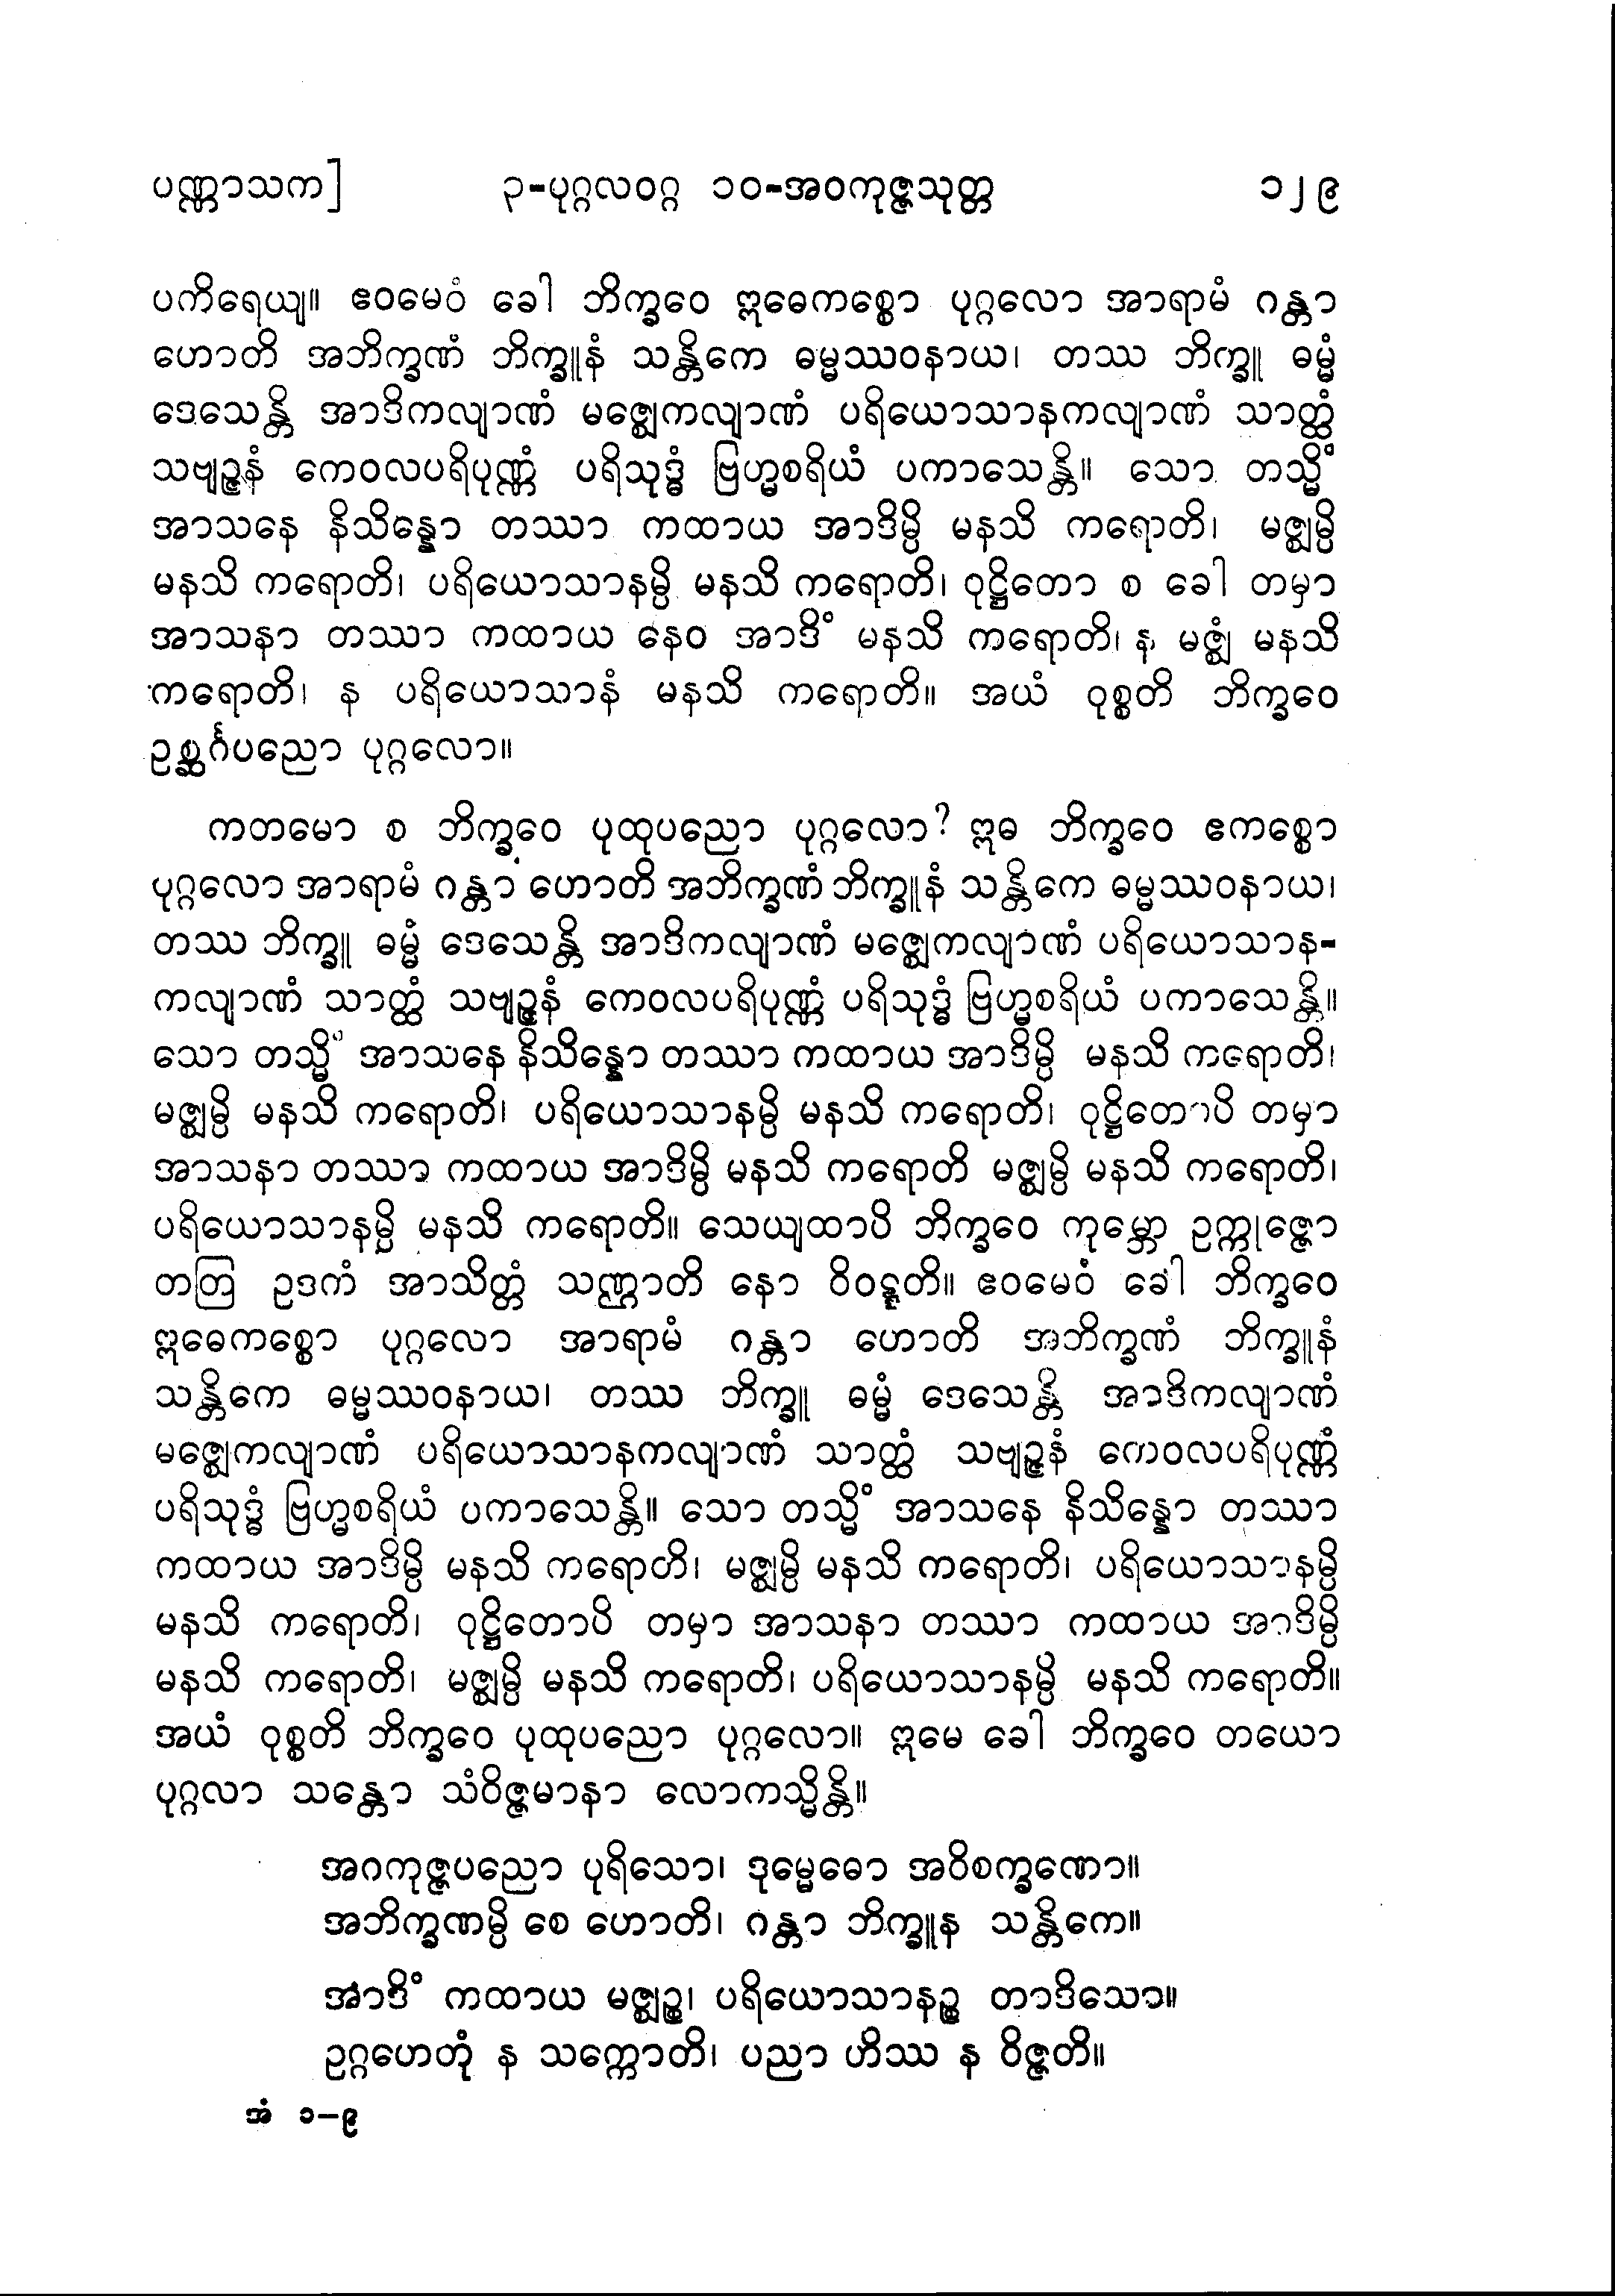 ပဏ္ဏာသက] ၃-ပုဂ္ဂလဝဂ္ဂ ၁၀-အဝကုဇ္ဇသုတ္တ ၁၂၉
ပကိရေယျ။ ဧဝမေဝံ ခေါ ဘိက္ခဝေ ဣဓေကစ္စော ပုဂ္ဂလော အာရာမံ ဂန္တာ
ဟောတိ အဘိက္ခဏံ ဘိက္ခူနံ သန္တိကေ ဓမ္မဿဝနာယ၊ တဿ ဘိက္ခူ ဓမ္မံ
ဒေသေန္တိ အာဒိကလျာဏံ မဇ္ဈေကလျာဏံ ပရိယောသာနကလျာဏံ သာတ္ထံ
သဗျဉ္ဇနံ ကေဝလပရိပုဏ္ဏံ ပရိသုဒ္ဓံ ဗြဟ္မစရိယံ ပကာသေန္တိ။ သော တသ္မိံ
အာသနေ နိသိန္နော တဿာ ကထာယ အာဒိမ္ပိ မနသိ ကရောတိ၊ မဇ္ဈမ္ပိ
မနသိ ကရောတိ၊ ပရိယောသာနမ္ပိ မနသိ ကရောတိ၊ ဝုဋ္ဌိတော စ ခေါ တမှာ
အာသနာ တဿာ ကထာယ နေဝ အာဒိံ မနသိ ကရောတိ၊ န မဇ္ဈံ မနသိ
ကရောတိ၊ န ပရိယောသာနံ မနသိ ကရောတိ။ အယံ ဝုစ္စတိ ဘိက္ခဝေ
ဥစ္ဆင်္ဂပညော ပုဂ္ဂလော။
ကတမော စ ဘိက္ခဝေ ပုထုပညော ပုဂ္ဂလော? ဣဓ ဘိက္ခဝေ ဧကစ္စော
ပုဂ္ဂလော အာရာမံ ဂန္တာ ဟောတိ အဘိက္ခဏံ ဘိက္ခူနံ သန္တိကေ ဓမ္မဿဝနာယ၊
တဿ ဘိက္ခူ ဓမ္မံ ဒေသေန္တိ အာဒိကလျာဏံ မဇ္ဈေကလျာဏံ ပရိယောသာန-
ကလျာဏံ သာတ္ထံ သဗျဉ္ဇနံ ကေဝလပရိပုဏ္ဏံ ပရိသုဒ္ဓံ ဗြဟ္မစရိယံ ပကာသေန္တိ။
သော တသ္မိံ အာသနေ နိသိန္နော တဿာ ကထာယ အာဒိမ္ပိ မနသိ ကရောတိ၊
မဇ္ဈမ္ပိ မနသိ ကရောတိ၊ ပရိယောသာနမ္ပိ မနသိ ကရောတိ၊ ဝုဋ္ဌိတောပိ တမှာ
အာသနာ တဿာ ကထာယ အာဒိမ္ပိ မနသိ ကရောတိ မဇ္ဈမ္ပိ မနသိ ကရောတိ၊
ပရိယောသာနမ္ပိ မနသိ ကရောတိ။ သေယျထာပိ ဘိက္ခဝေ ကုမ္ဘော ဥက္ကုဇ္ဇော
တတြ ဥဒကံ အာသိတ္တံ သဏ္ဌာတိ နော ဝိဝဋ္ဋတိ။ ဧဝမေဝံ ခေါ ဘိက္ခဝေ
ဣဓေကစ္စော ပုဂ္ဂလော အာရာမံ ဂန္တာ ဟောတိ အဘိက္ခဏံ ဘိက္ခူနံ
သန္တိကေ ဓမ္မဿဝနာယ၊ တဿ ဘိက္ခူ ဓမ္မံ ဒေသေန္တိ အာဒိကလျာဏံ
မဇ္ဈေကလျာဏံ ပရိယောသာနကလျာဏံ သာတ္ထံ သဗျဉ္ဇနံ ကေဝလပရိပုဏ္ဏံ
ပရိသုဒ္ဓံ ဗြဟ္မစရိယံ ပကာသေန္တိ။ သော တသ္မိံ အာသနေ နိသိန္နော တဿာ
ကထာယ အာဒိမ္ပိ မနသိ ကရောတိ၊ မဇ္ဈမ္ပိ မနသိ ကရောတိ၊ ပရိယောသာနမ္ပိ
မနသိ ကရောတိ၊ ဝုဋ္ဌိတောပိ တမှာ အာသနာ တဿာ ကထာယ အာဒိမ္ပိ
မနသိ ကရောတိ၊ မဇ္ဈမ္ပိ မနသိ ကရောတိ၊ ပရိယောသာနမ္ပိ မနသိ ကရောတိ။
အယံ ဝုစ္စတိ ဘိက္ခဝေ ပုထုပညော ပုဂ္ဂလော။ ဣမေ ခေါ ဘိက္ခဝေ တယော
ပုဂ္ဂလာ သန္တော သံဝိဇ္ဇမာနာ လောကသ္မိန္တိ။
အဂကုဇ္ဇပညော ပုရိသော၊ ဒုမ္မေဓော အဝိစက္ခဏော။
အဘိက္ခဏမ္ပိ စေ ဟောတိ၊ ဂန္တာ ဘိက္ခူန သန္တိကေ။
အာဒိံ ကထာယ မဇ္ဈဉ္စ၊ ပရိယောသာနဉ္စ တာဒိသော။
ဥဂ္ဂဟေတုံ န သက္ကောတိ၊ ပညာ ဟိဿ န ဝိဇ္ဇတိ။
အံ ၁–၉